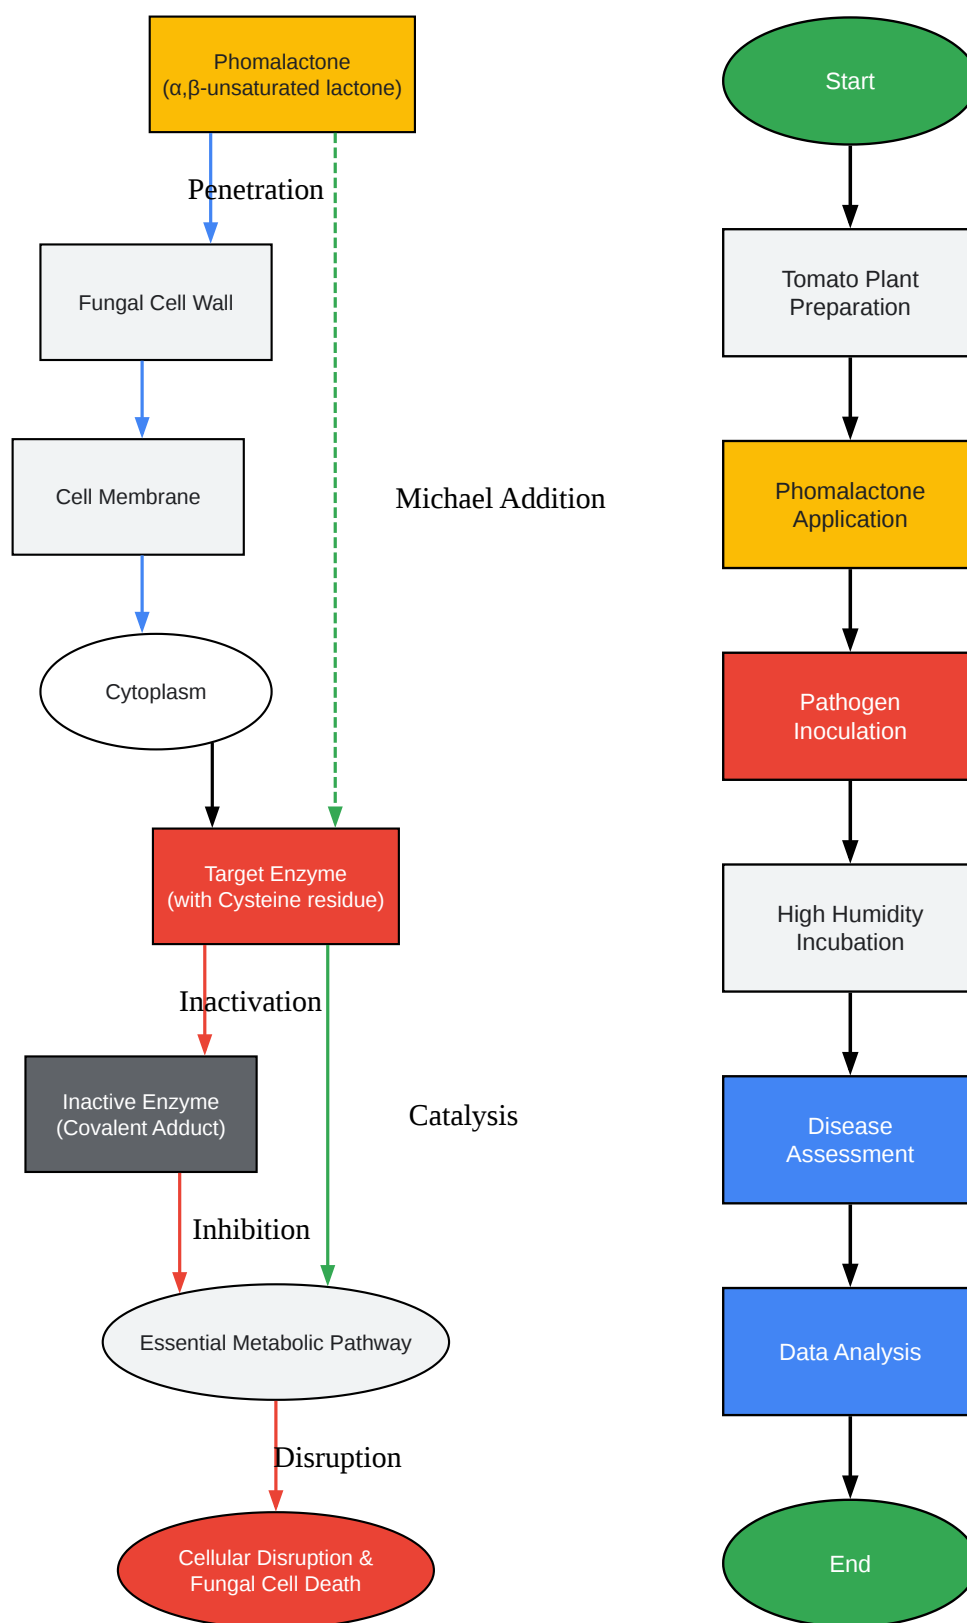 Phomalactone
(α,β-unsaturated lactone)
Penetration
Fungal Cell Wall
Cell Membrane
Michael Addition
Cytoplasm
Target Enzyme
(with Cysteine residue)
Inactivation
Inactive Enzyme
(Covalent Adduct)
Catalysis
Inhibition
Essential Metabolic Pathway
Disruption
Cellular Disruption &
Fungal Cell Death
Start
Tomato Plant
Preparation
Phomalactone
Application
Pathogen
Inoculation
High Humidity
Incubation
Disease
Assessment
Data Analysis
End